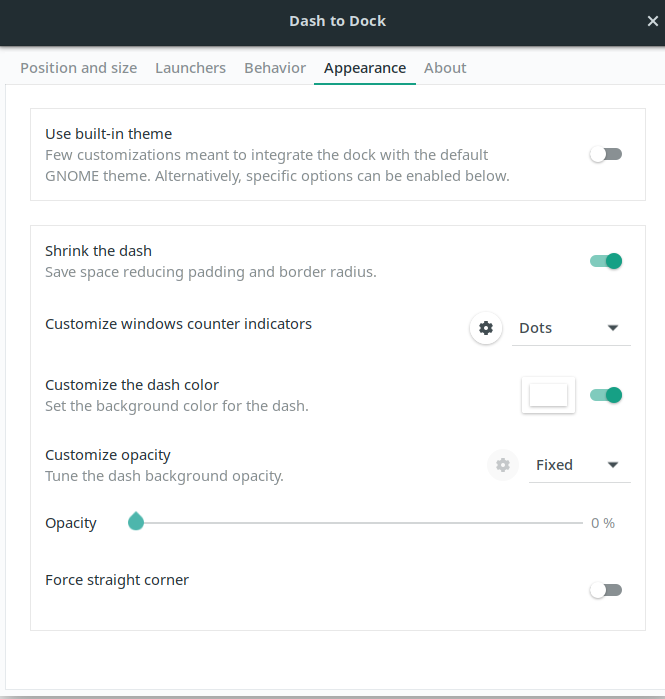 Dash to Dock
Position and size Launchers Behavior Appearance About
Use built-in theme
Few customizations meant to integrate the dock with the default
GNOME theme. Alternatively, specific options can be enabled below.
Shrink the dash
Save space reducing padding and border radius.
Customize windows counter indicators
Dots
Customize the dash color
Set the background color for the dash.
Customize opacity
Tune the dash background opacity.
Fixed
Opacity
0 %
Force straight corner